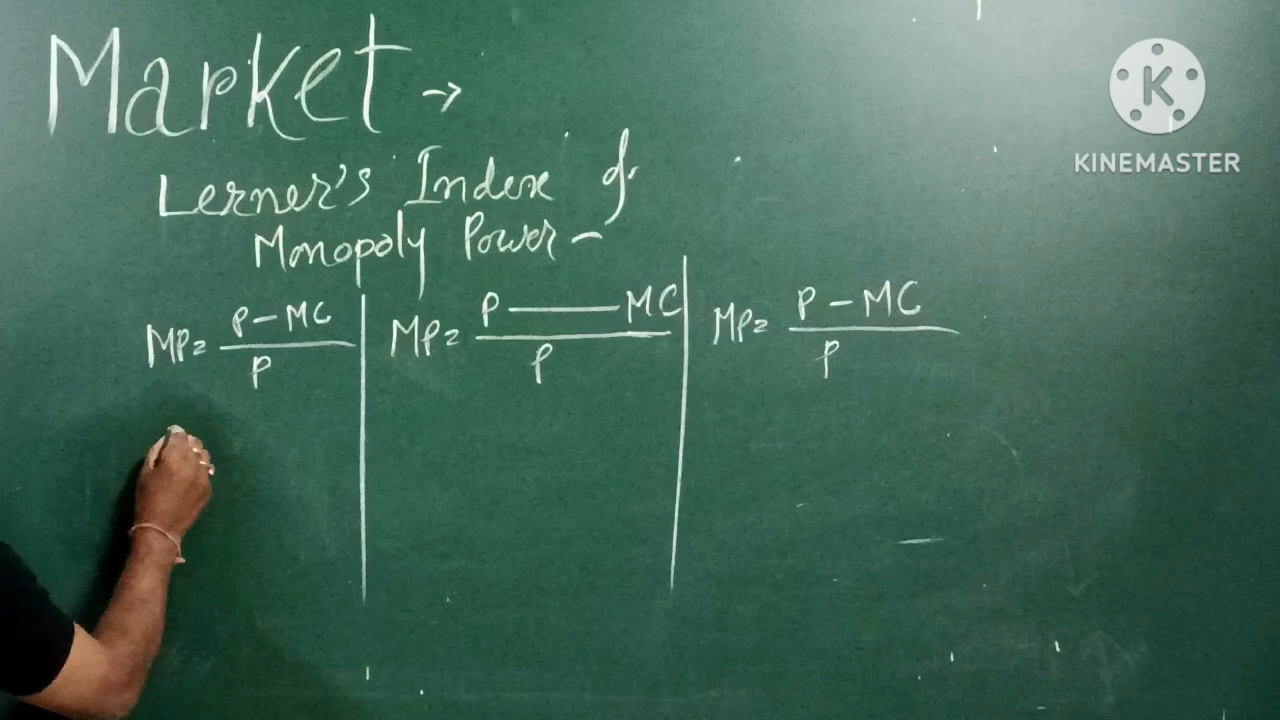 Market →
Lerner's Index of
Monopoly Power –
MP = P – MC / P
MP = P — MC / P
MP = P – MC / P
K
KINEMASTER